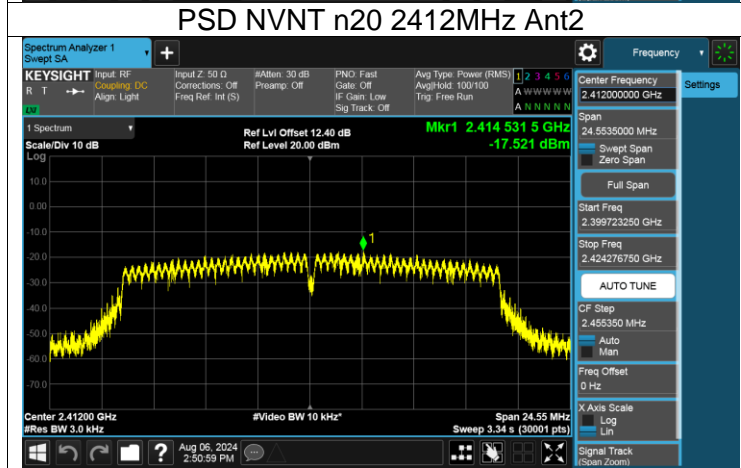 PSD NVNT n20 2412MHz Ant2
Spectrum Analyzer 1
Swept SA
Frequency
KEYSIGHT
R T
Input: RF
Coupling: DC
Align: Light
Input Z: 50 Ω
Corrections: Off
Freq Ref: Int (S)
#Atten: 30 dB
Preamp: Off
PNO: Fast
Gate: Off
IF Gain: Low
Sig Track: Off
Avg Type: Power (RMS)
Avg|Hold: 100/100
Trig: Free Run
1 2 3 4 5 6
A W W W W W
A N N N N N
1 Spectrum
Scale/Div 10 dB
Ref Lvl Offset 12.40 dB
Ref Level 20.00 dBm
Mkr1 2.414 531 5 GHz
-17.521 dBm
Log
10.0
0.00
-10.0
-20.0
-30.0
-40.0
-50.0
-60.0
-70.0
1
Center 2.41200 GHz
#Res BW 3.0 kHz
#Video BW 10 kHz*
Span 24.55 MHz
Sweep 3.34 s (30001 pts)
Aug 06, 2024
2:50:59 PM
Center Frequency
2.412000000 GHz
Settings
Span
24.5535000 MHz
Swept Span
Zero Span
Full Span
Start Freq
2.399723250 GHz
Stop Freq
2.424276750 GHz
AUTO TUNE
CF Step
2.455350 MHz
Auto
Man
Freq Offset
0 Hz
X Axis Scale
Log
Lin
Signal Track
(Span Zoom)